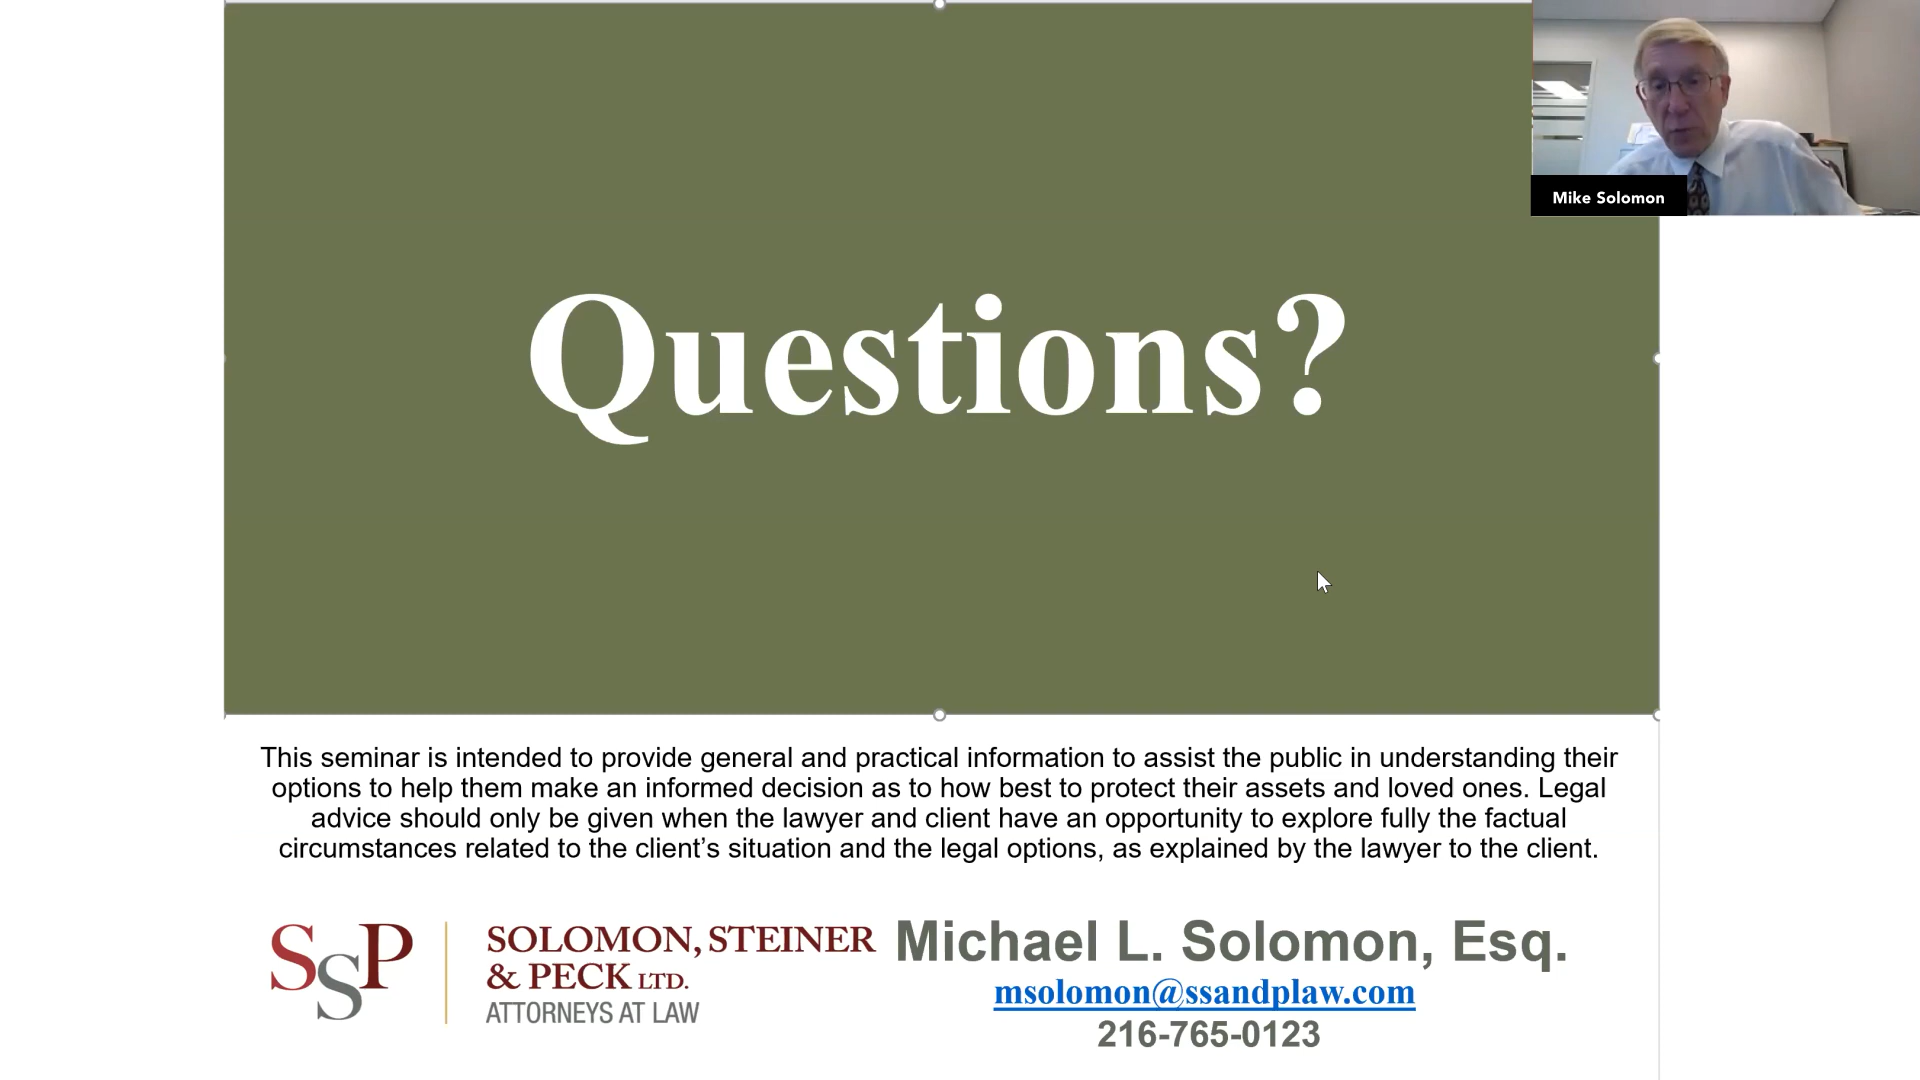 Mike Solomon
Questions?
This seminar is intended to provide general and practical information to assist the public in understanding their
options to help them make an informed decision as to how best to protect their assets and loved ones. Legal
advice should only be given when the lawyer and client have an opportunity to explore fully the factual
circumstances related to the client’s situation and the legal options, as explained by the lawyer to the client.
SSP
SOLOMON, STEINER
& PECK LTD.
ATTORNEYS AT LAW
Michael L. Solomon, Esq.
msolomon@ssandplaw.com
216-765-0123